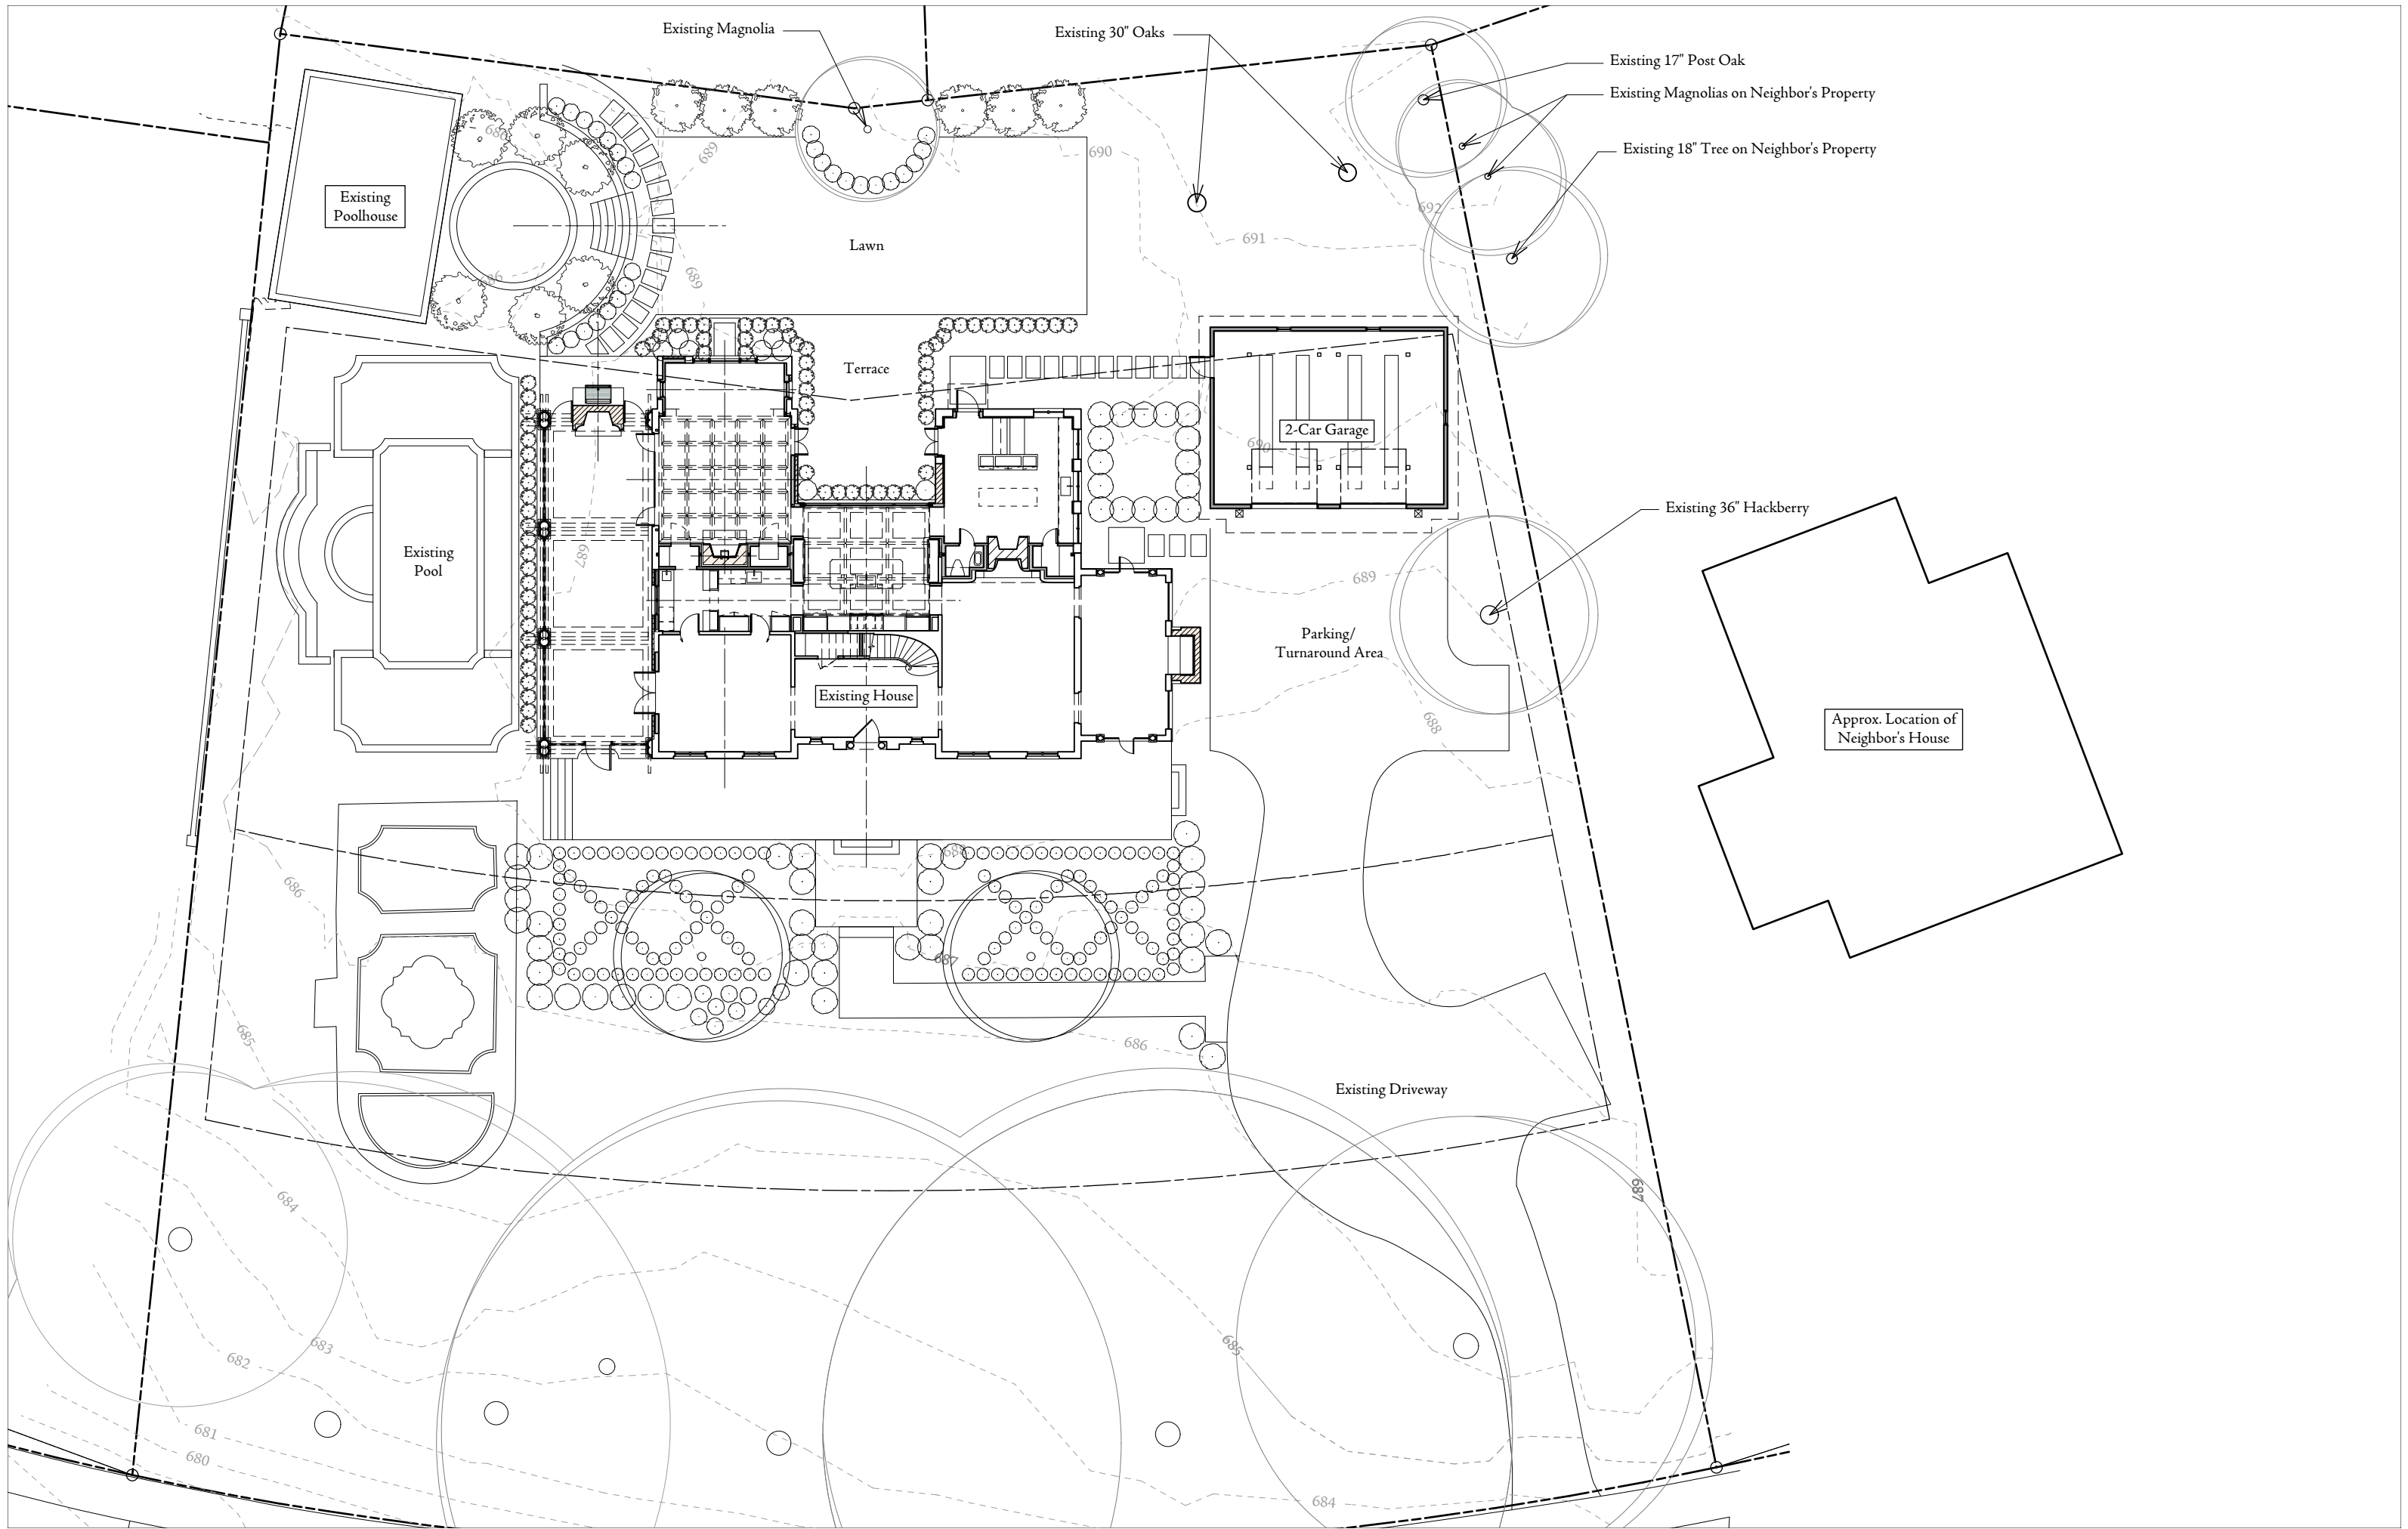 Existing Magnolia
Existing 30" Oaks
Existing 17" Post Oak
Existing Magnolias on Neighbor's Property
Existing 18" Tree on Neighbor's Property
686
689
690
Existing
Poolhouse
692
691
Lawn
686
689
Terrace
2-Car Garage
690
Existing 36" Hackberry
Existing
Pool
687
689
Parking/
Turnaround Area
Existing House
688
Approx. Location of
Neighbor's House
688
686
687
685
686
Existing Driveway
687
684
683
682
685
681
680
684